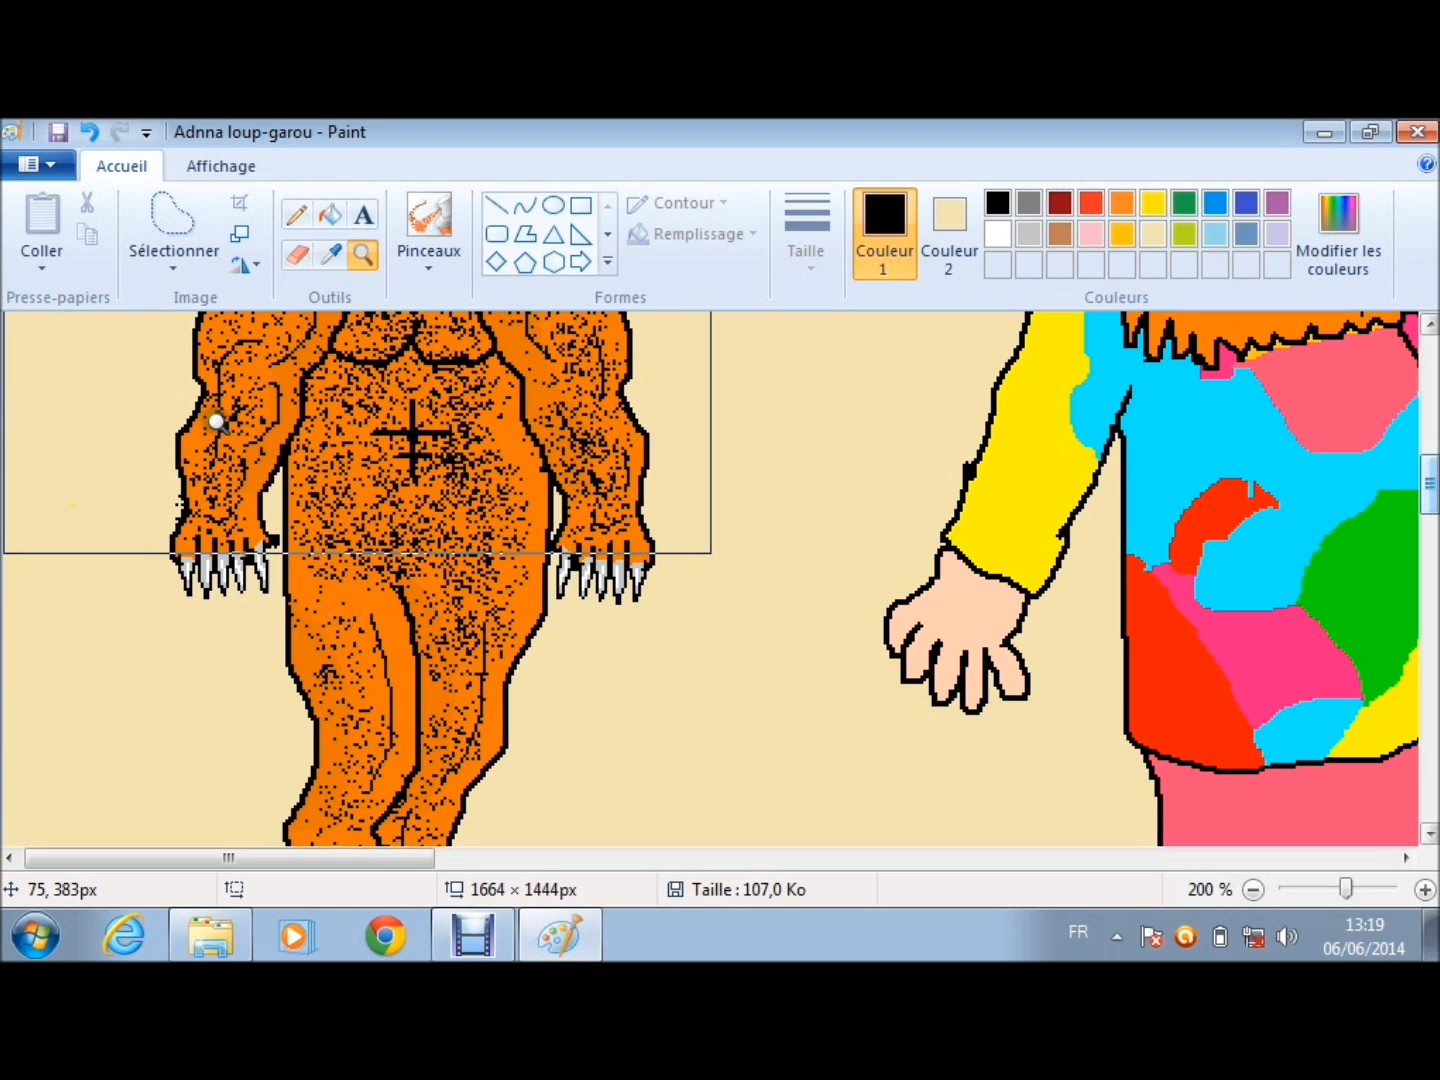 Adnna loup-garou - Paint
Accueil
Affichage
Coller
Sélectionner
Pinceaux
Contour
Remplissage
Taille
Couleur
1
Couleur
2
Modifier les
couleurs
Presse-papiers
Image
Outils
Formes
Couleurs
75, 383px
1664 × 1444px
Taille : 107,0 Ko
200 %
FR
13:19
06/06/2014